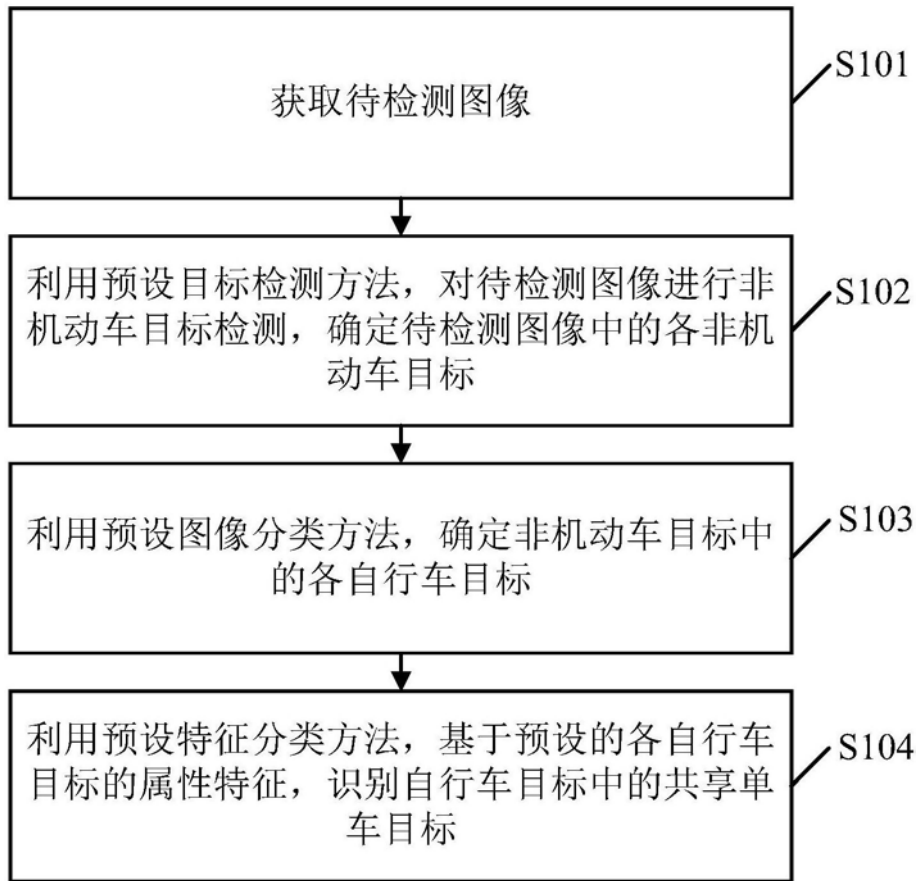 获取待检测图像
S101
利用预设目标检测方法，对待检测图像进行非
机动车目标检测，确定待检测图像中的各非机
动车目标
S102
利用预设图像分类方法，确定非机动车目标中
的各自行车目标
S103
利用预设特征分类方法，基于预设的各自行车
目标的属性特征，识别自行车目标中的共享单
车目标
S104